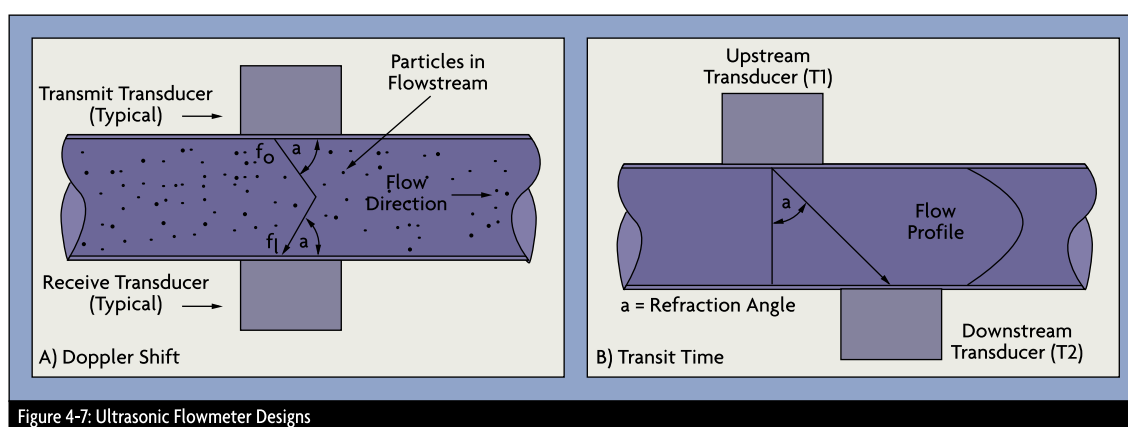 Transmit Transducer
(Typical)
Particles in
Flowstream
fo
a
Flow
Direction
fl
a
Receive Transducer
(Typical)
A) Doppler Shift
Upstream
Transducer (T1)
a
Flow
Profile
a = Refraction Angle
Downstream
Transducer (T2)
B) Transit Time
Figure 4-7: Ultrasonic Flowmeter Designs